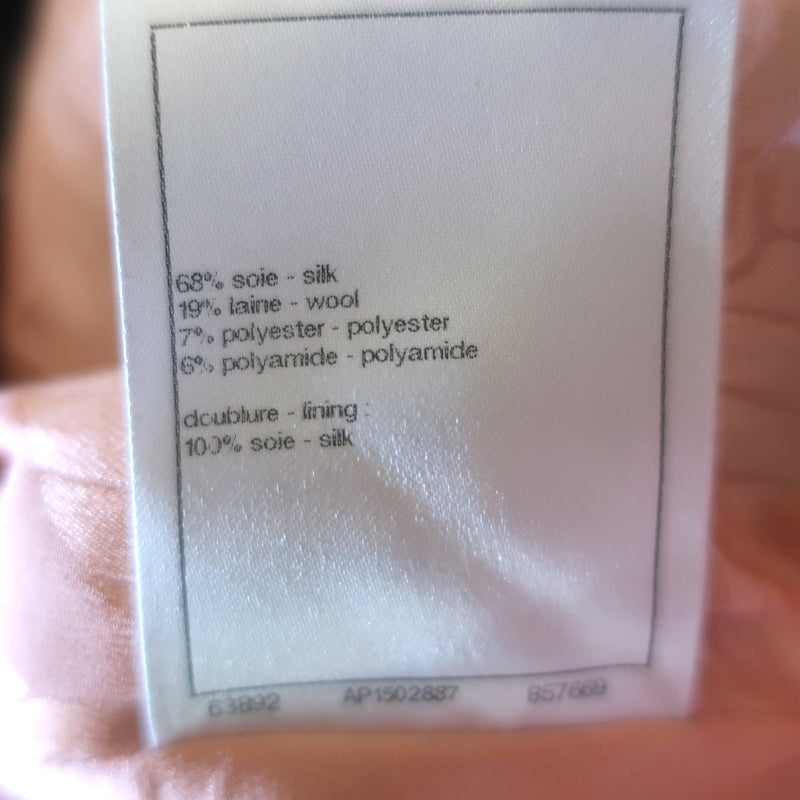 68% soie - silk
19% laine - wool
7% polyester - polyester
6% polyamide - polyamide
doublure - lining :
100% soie - silk
63892 AP1502887 857669